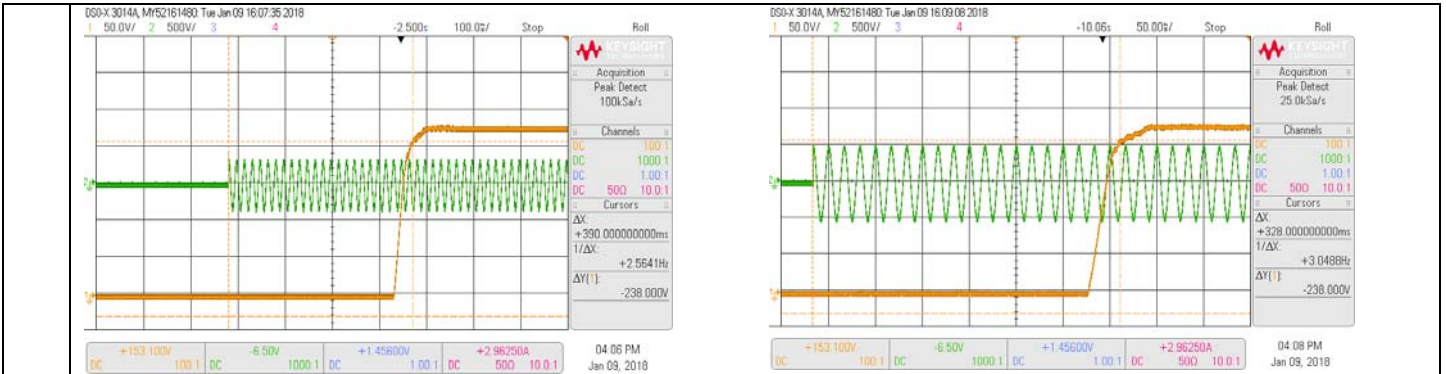 DSO-X 3014A, MY52161480: Tue Jan 09 16:07:35 2018
1 50.0V/ 2 500V/ 3 4 -2.500s 100.0%/ Stop Roll
KEYSIGHT
TECHNOLOGIES
Acquisition
Peak Detect
100kSa/s
Channels
DC 100:1
DC 1000:1
DC 1.00:1
DC 50Ω 10.0:1
Cursors
ΔX:
+390.000000000ms
1/ΔX:
+2.5641Hz
ΔY(1):
-238.000V
+153.100V -6.50V +1.45600V +2.96250A
DC 100:1 DC 1000:1 DC 1.00:1 DC 50Ω 10.0:1
04:06 PM
Jan 09, 2018
DSO-X 3014A, MY52161480: Tue Jan 09 16:09:08 2018
1 50.0V/ 2 500V/ 3 4 -10.06s 50.00%/ Stop Roll
KEYSIGHT
TECHNOLOGIES
Acquisition
Peak Detect
25.0kSa/s
Channels
DC 100:1
DC 1000:1
DC 1.00:1
DC 50Ω 10.0:1
Cursors
ΔX:
+328.000000000ms
1/ΔX:
+3.0488Hz
ΔY(1):
-238.000V
+153.100V -6.50V +1.45600V +2.96250A
DC 100:1 DC 1000:1 DC 1.00:1 DC 50Ω 10.0:1
04:08 PM
Jan 09, 2018